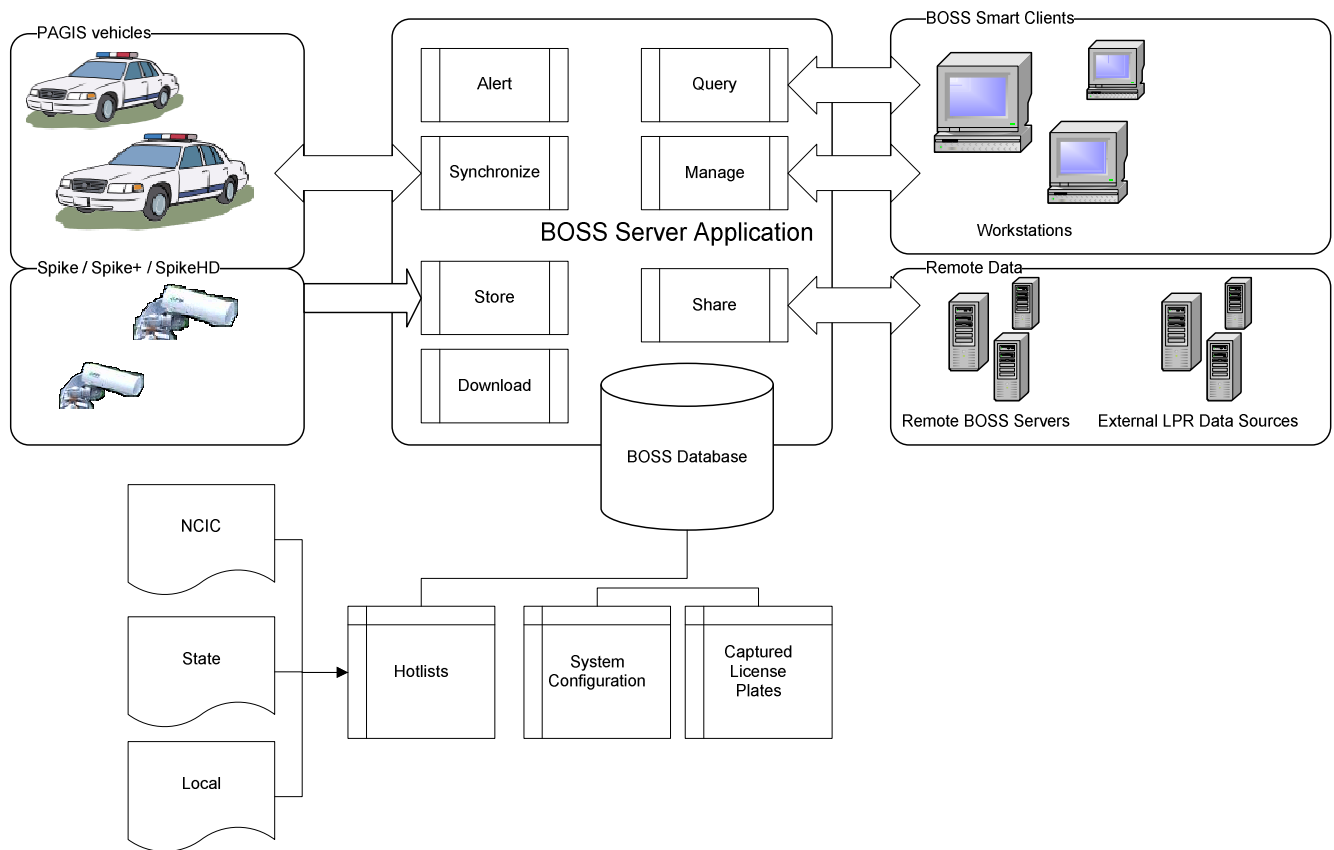 PAGIS vehicles
BOSS Smart Clients
Alert
Query
Synchronize
Manage
BOSS Server Application
Workstations
Spike / Spike+ / SpikeHD
Remote Data
Store
Share
Download
Remote BOSS Servers
External LPR Data Sources
BOSS Database
NCIC
State
Local
Hotlists
System
Configuration
Captured
License
Plates